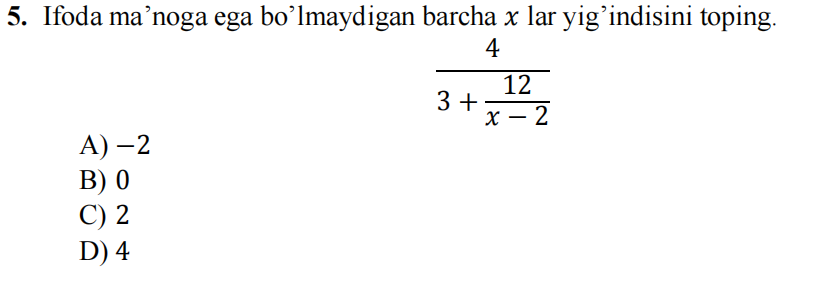 5. Ifoda ma’noga ega bo’lmaydigan barcha x lar yig’indisini toping.
4
12
3 +
x − 2
A) −2
B) 0
C) 2
D) 4